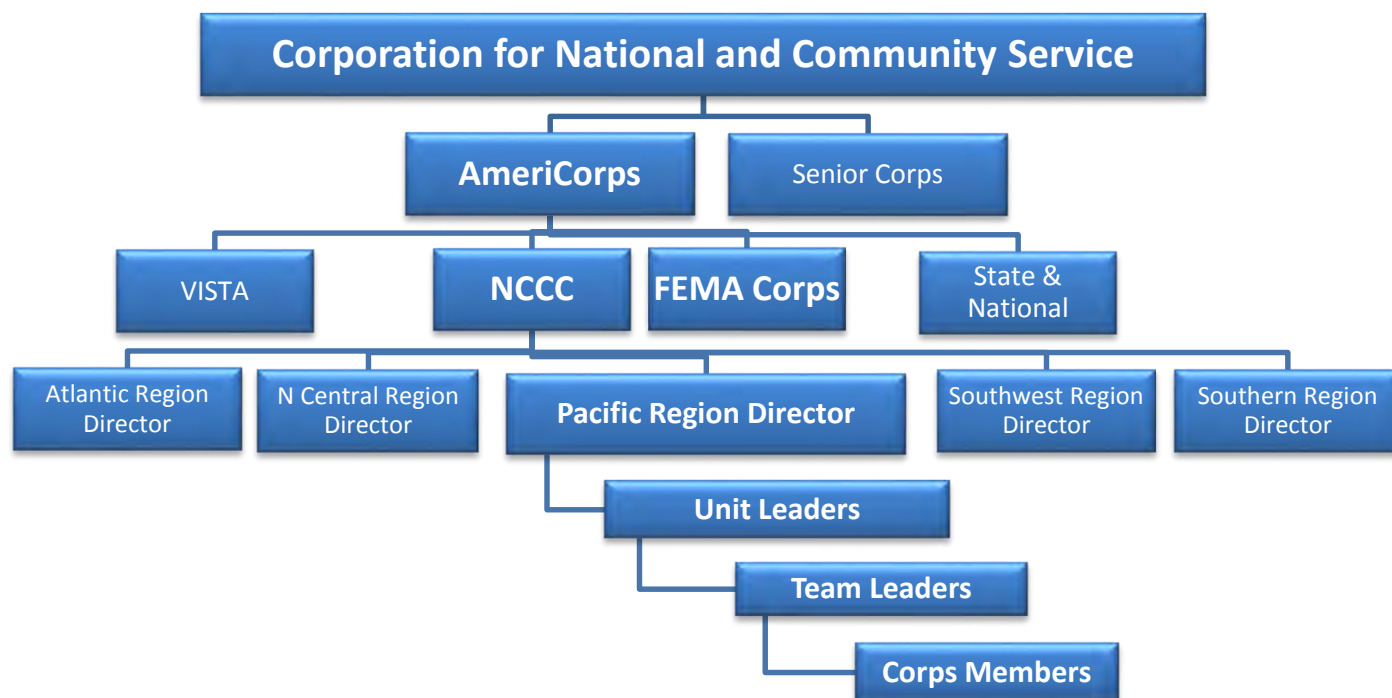 Corporation for National and Community Service
AmeriCorps
Senior Corps
VISTA
NCCC
FEMA Corps
State &
National
Atlantic Region
Director
N Central Region
Director
Pacific Region Director
Southwest Region
Director
Southern Region
Director
Unit Leaders
Team Leaders
Corps Members